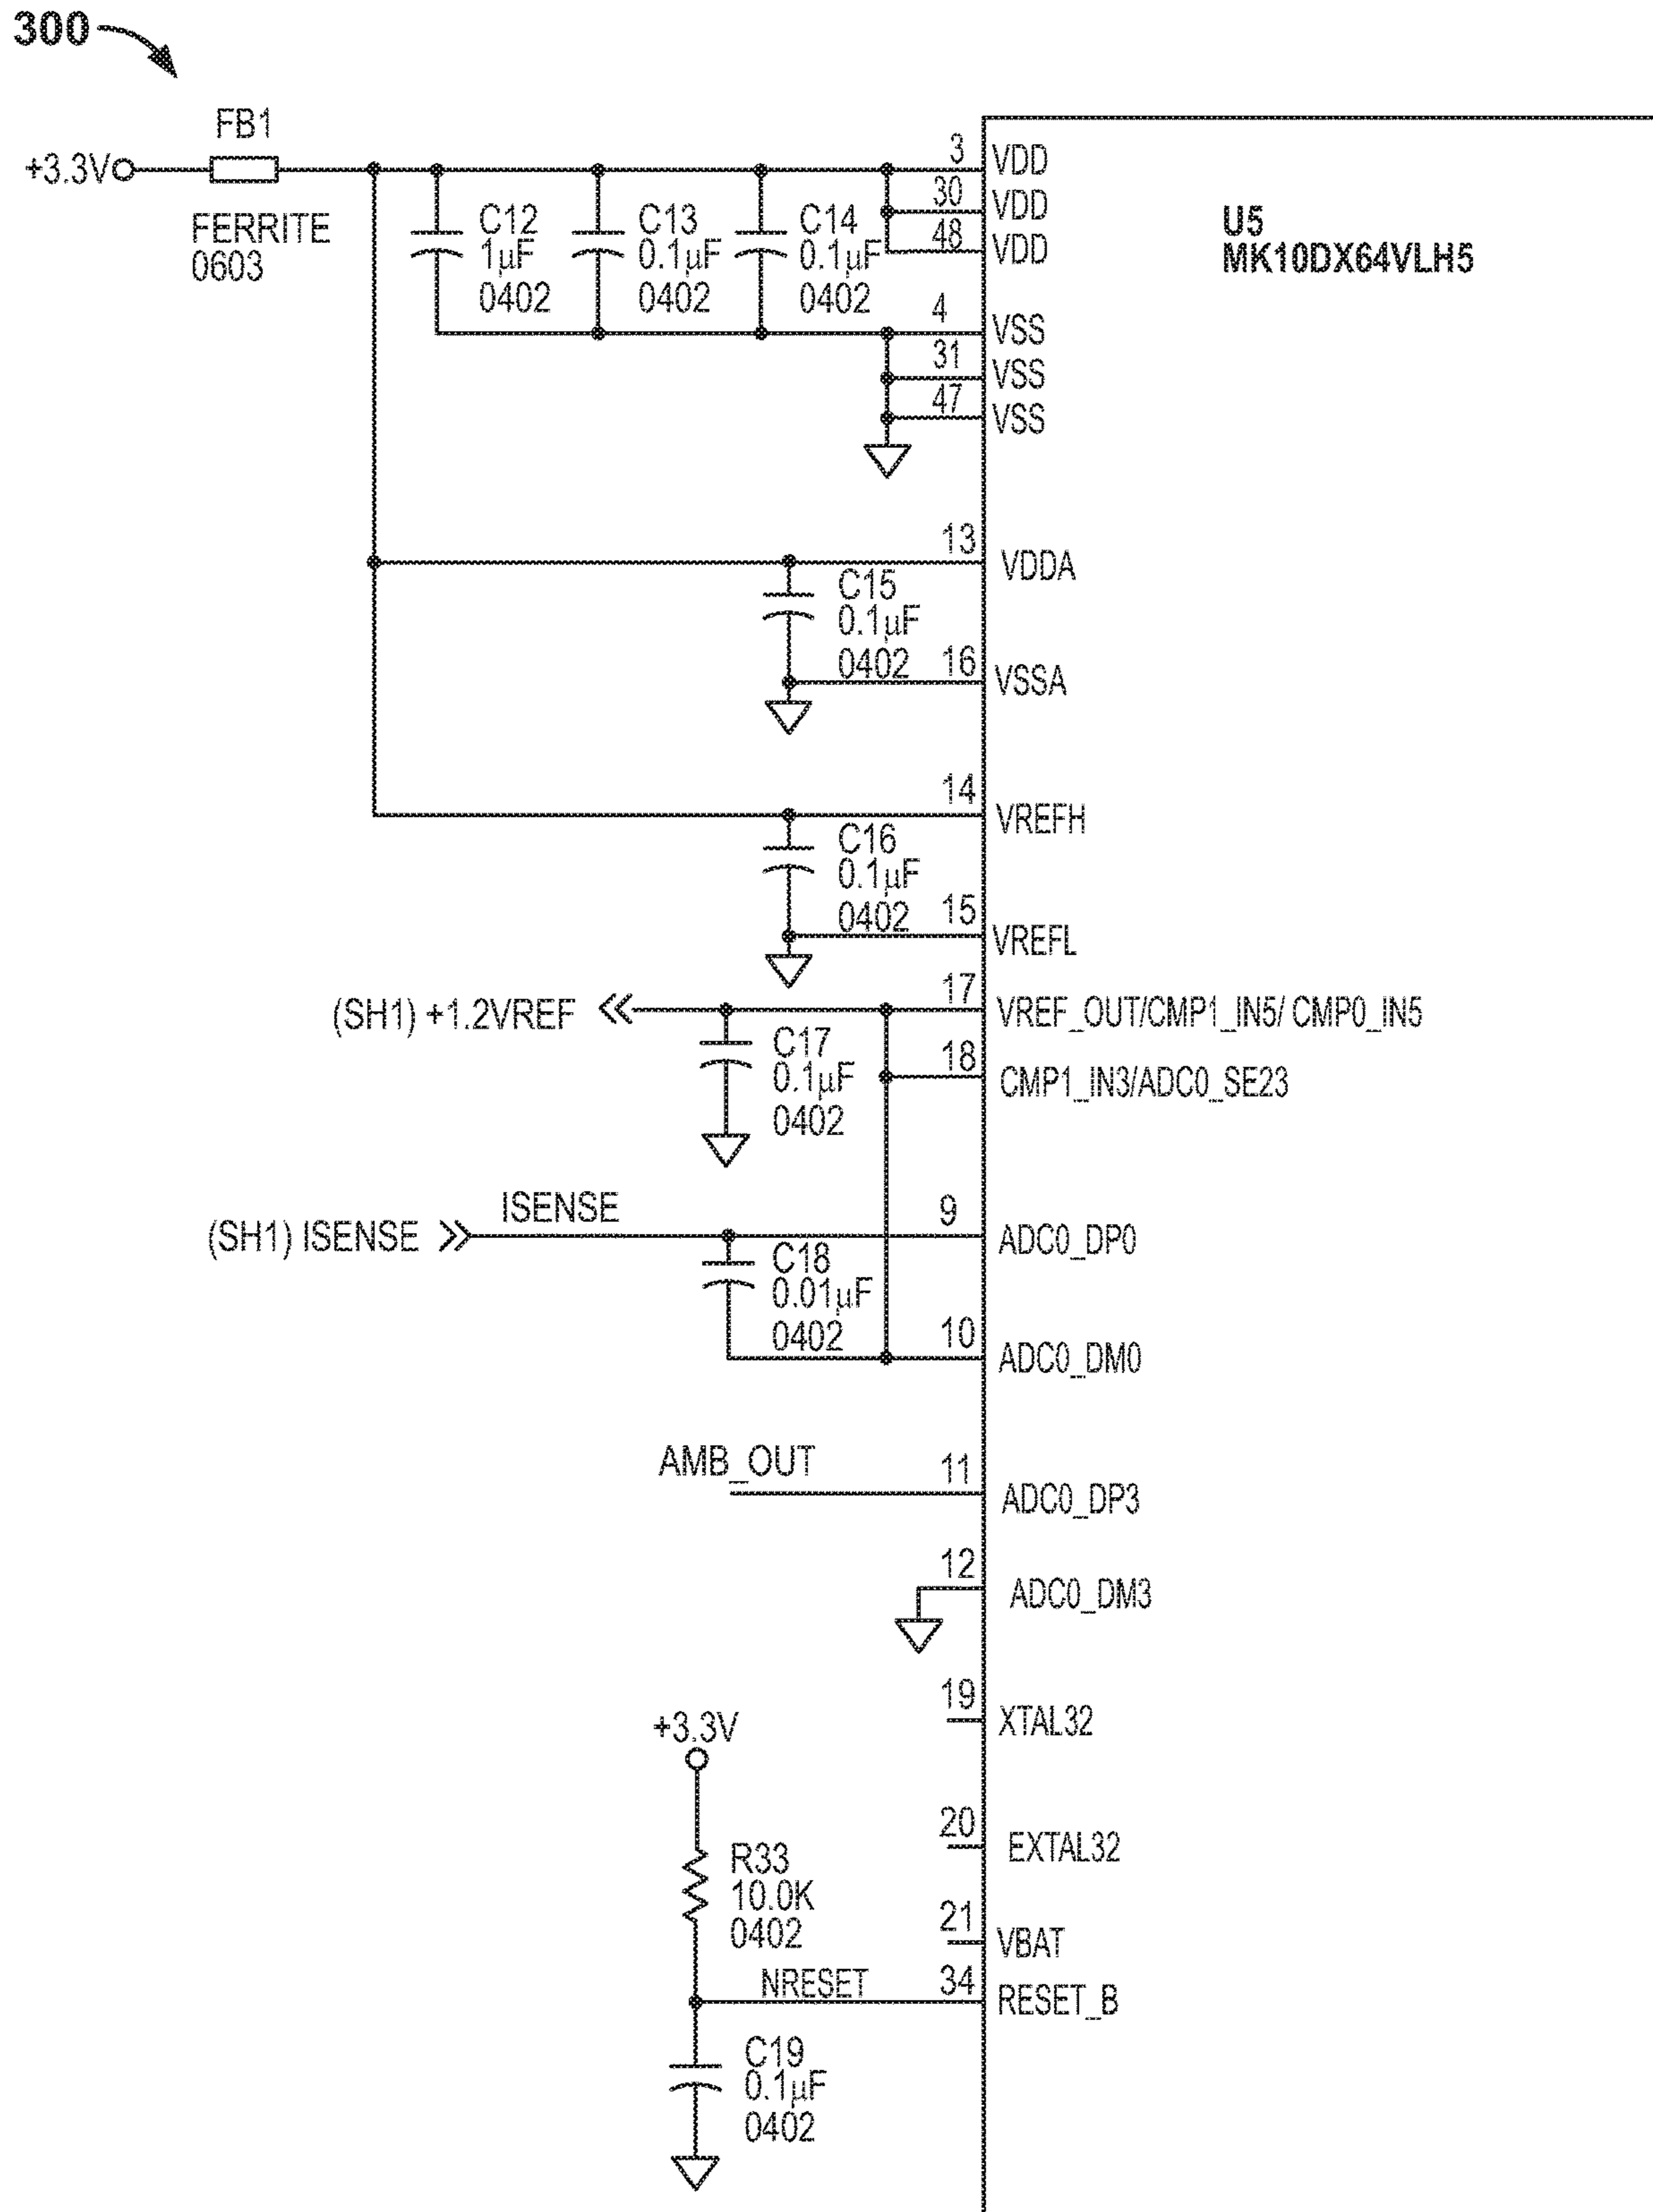 300
FB1
+3.3V
FERRITE
0603
C12
1µF
0402
C13
0.1µF
0402
C14
0.1µF
0402
3 VDD
30 VDD
48 VDD
4 VSS
31 VSS
47 VSS
U5
MK10DX64VLH5
13 VDDA
C15
0.1µF
0402
16 VSSA
14 VREFH
C16
0.1µF
0402
15 VREFL
(SH1) +1.2VREF
17 VREF_OUT/CMP1_IN5/ CMP0_IN5
C17
0.1µF
0402
18 CMP1_IN3/ADC0_SE23
(SH1) ISENSE
ISENSE
9 ADC0_DP0
C18
0.01µF
0402
10 ADC0_DM0
AMB_OUT
11 ADC0_DP3
12 ADC0_DM3
19 XTAL32
+3.3V
20 EXTAL32
R33
10.0K
0402
21 VBAT
NRESET
34 RESET_B
C19
0.1µF
0402